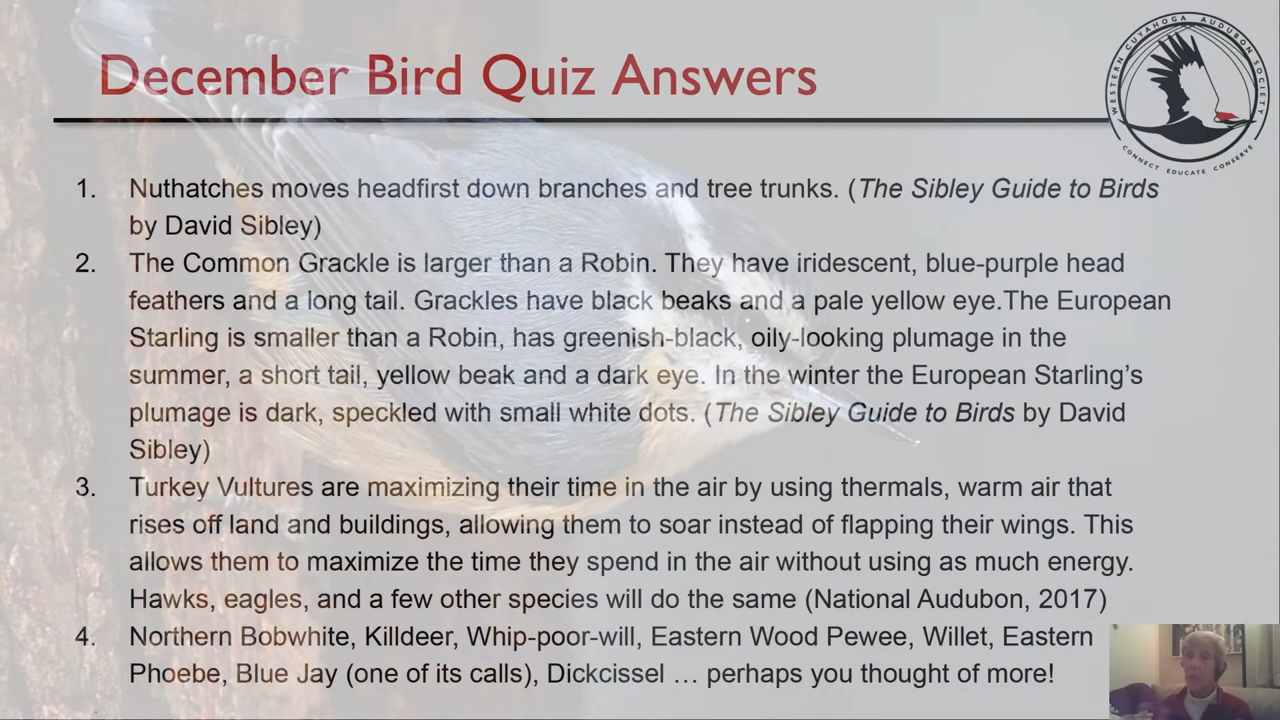 December Bird Quiz Answers
WESTERN CUYAHOGA AUDUBON SOCIETY
CONNECT EDUCATE CONSERVE
1. Nuthatches moves headfirst down branches and tree trunks. (The Sibley Guide to Birds
by David Sibley)
2. The Common Grackle is larger than a Robin. They have iridescent, blue-purple head
feathers and a long tail. Grackles have black beaks and a pale yellow eye.The European
Starling is smaller than a Robin, has greenish-black, oily-looking plumage in the
summer, a short tail, yellow beak and a dark eye. In the winter the European Starling’s
plumage is dark, speckled with small white dots. (The Sibley Guide to Birds by David
Sibley)
3. Turkey Vultures are maximizing their time in the air by using thermals, warm air that
rises off land and buildings, allowing them to soar instead of flapping their wings. This
allows them to maximize the time they spend in the air without using as much energy.
Hawks, eagles, and a few other species will do the same (National Audubon, 2017)
4. Northern Bobwhite, Killdeer, Whip-poor-will, Eastern Wood Pewee, Willet, Eastern
Phoebe, Blue Jay (one of its calls), Dickcissel … perhaps you thought of more!